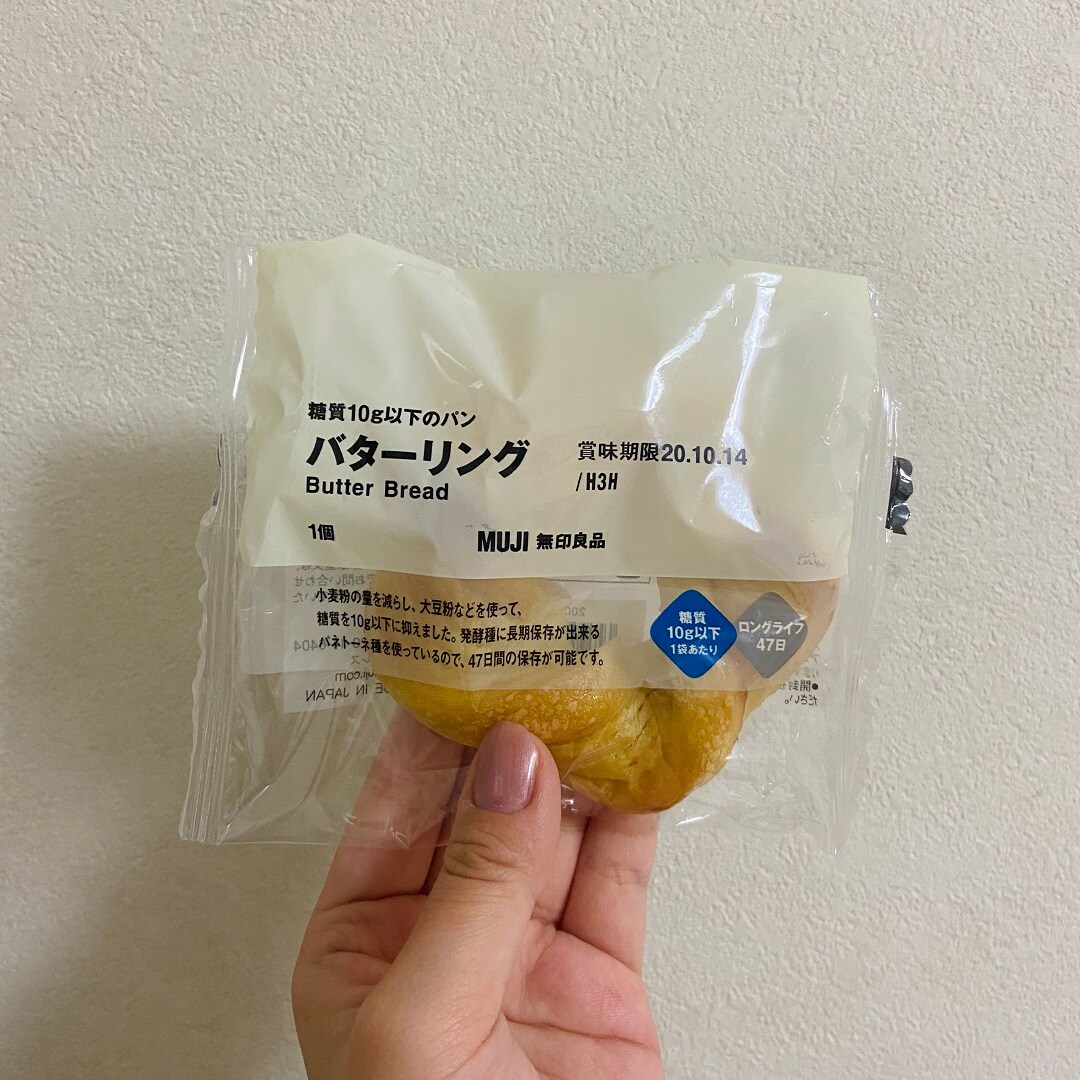 糖質10g以下のパン
バターリング
Butter Bread
賞味期限20.10.14
/H3H
1個
MUJI 無印良品
小麦粉の量を減らし、大豆粉などを使って、
糖質を10g以下に抑えました。発酵種に長期保存が出来る
パネトーネ種を使っているので、47日間の保存が可能です。
糖質
10g以下
1袋あたり
ロングライフ
47日
MADE IN JAPAN